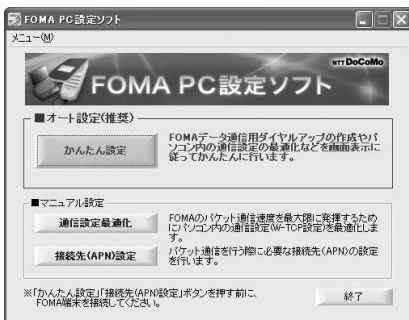 FOMA PC設定ソフト
メニュー(M)
NTT DoCoMo
FOMA PC設定ソフト
■オート設定(推奨)
かんたん設定
FOMAデータ通信用ダイヤルアップの作成やパ
ソコン内の通信設定の最適化などを画面表示に
従ってかんたんに行います。
■マニュアル設定
通信設定最適化
FOMAのパケット通信速度を最大限に発揮するため
にパソコン内の通信設定(W-TCP設定)を最適化しま
す。
接続先(APN)設定
パケット通信を行う際に必要な接続先(APN)の設定
を行います。
※「かんたん設定」「接続先(APN)設定」ボタンを押す前に、
FOMA端末を接続してください。
終了